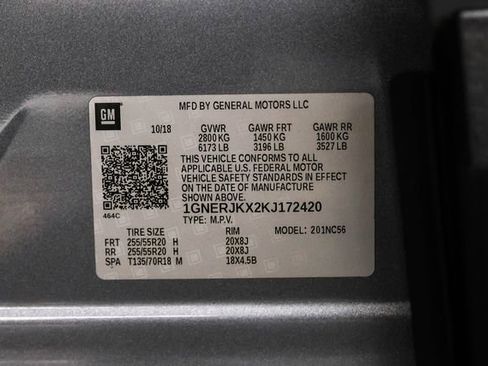 GM
MFD BY GENERAL MOTORS LLC
10/18 GVWR GAWR FRT GAWR RR
2800 KG 1450 KG 1600 KG
6173 LB 3196 LB 3527 LB
THIS VEHICLE CONFORMS TO ALL
APPLICABLE U.S. FEDERAL MOTOR
VEHICLE SAFETY STANDARDS IN EFFECT
ON THE DATE OF MANUFACTURE
SHOWN ABOVE.
1GNERJKX2KJ172420
464C TYPE: M.P.V. MODEL: 201NC56
TIRE SIZE RIM
FRT 255/55R20 H 20X8J
RR 255/55R20 H 20X8J
SPA T135/70R18 M 18X4.5B